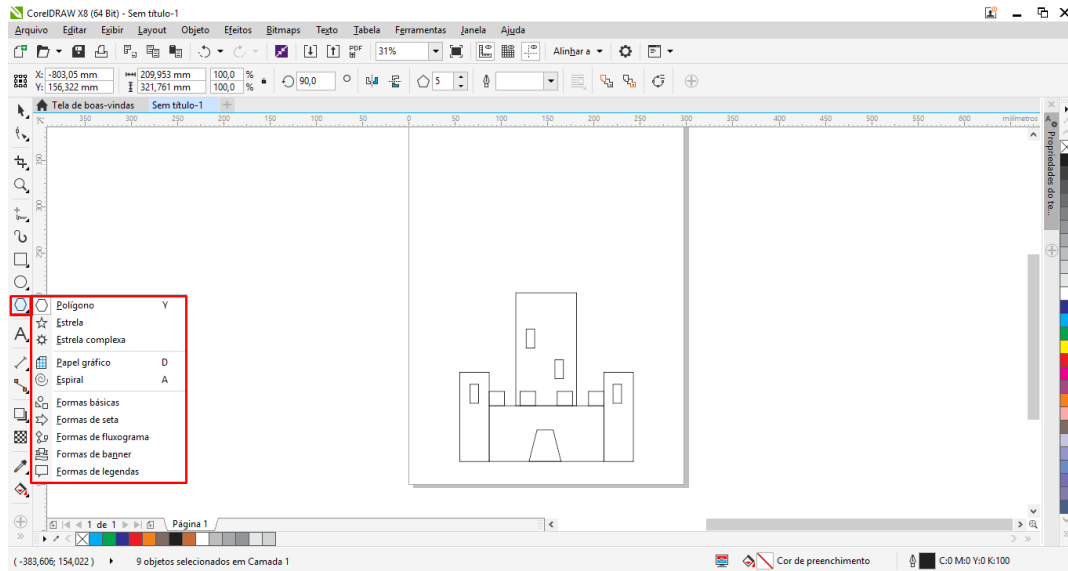 CorelDRAW X8 (64 Bit) - Sem título-1
Arquivo Editar Exibir Layout Objeto Efeitos Bitmaps Texto Tabela Ferramentas Janela Ajuda
PDF 31% Alinhar a
X: -803,05 mm 209,953 mm 100,0 % 90,0 ° 5
Y: 156,322 mm 321,761 mm 100,0 %
Tela de boas-vindas Sem título-1
350 300 250 200 150 100 50 0 50 100 150 200 250 300 350 400 450 500 550 600 milímetros
Propriedades do te...
350
300
250
Polígono Y
Estrela
Estrela complexa
Papel gráfico D
Espiral A
Formas básicas
Formas de seta
Formas de fluxograma
Formas de banner
Formas de legendas
1 de 1 Página 1
( -383,606; 154,022 ) 9 objetos selecionados em Camada 1 Cor de preenchimento C:0 M:0 Y:0 K:100